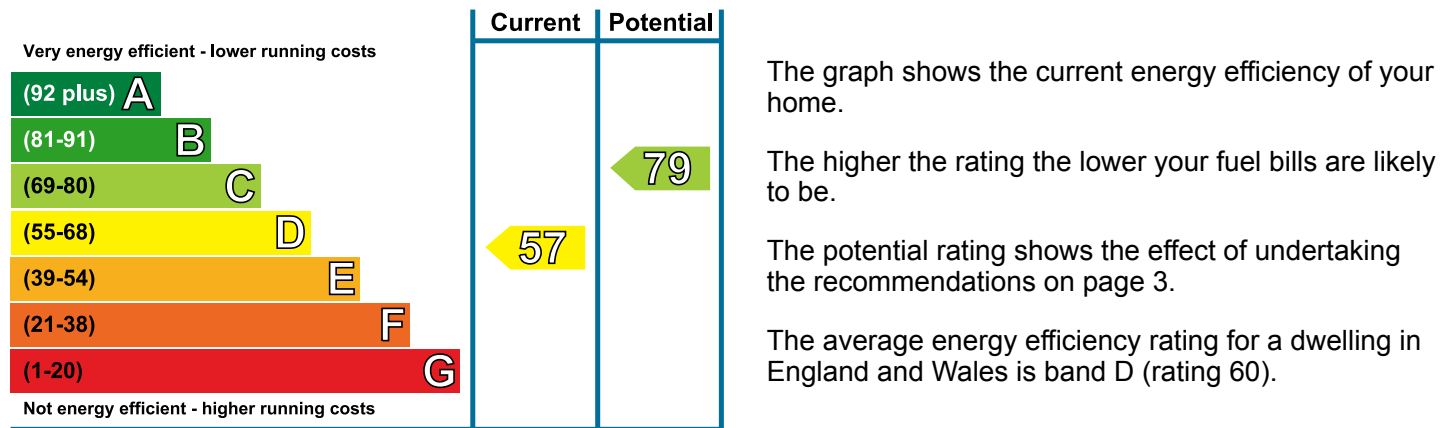 Current Potential
Very energy efficient - lower running costs
(92 plus) A
(81-91) B
(69-80) C
79
(55-68) D
57
(39-54) E
(21-38) F
(1-20) G
Not energy efficient - higher running costs
The graph shows the current energy efficiency of your
home.
The higher the rating the lower your fuel bills are likely
to be.
The potential rating shows the effect of undertaking
the recommendations on page 3.
The average energy efficiency rating for a dwelling in
England and Wales is band D (rating 60).